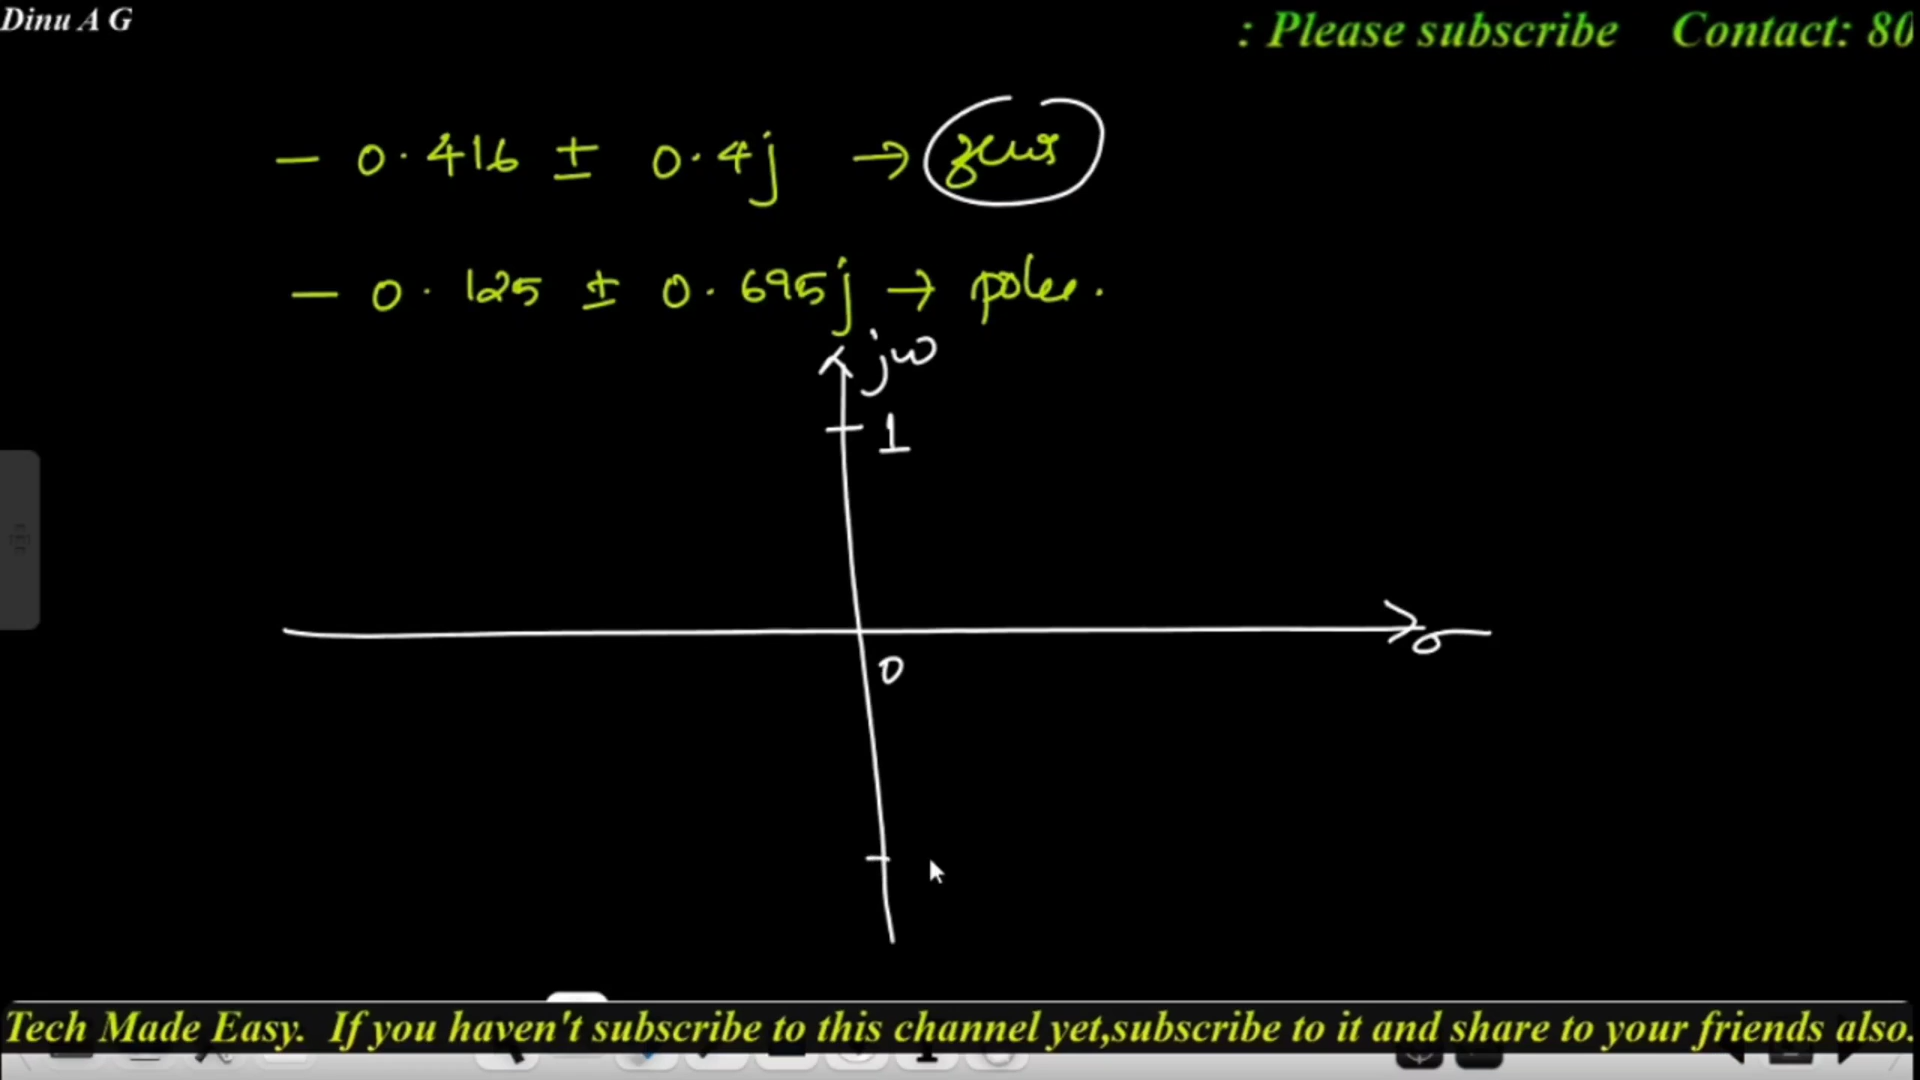 Dinu A G
: Please subscribe Contact: 80
- 0.416 ± 0.4j → zeros
- 0.125 ± 0.695j → poles.
jω
1
σ
0
Tech Made Easy. If you haven't subscribe to this channel yet,subscribe to it and share to your friends also.